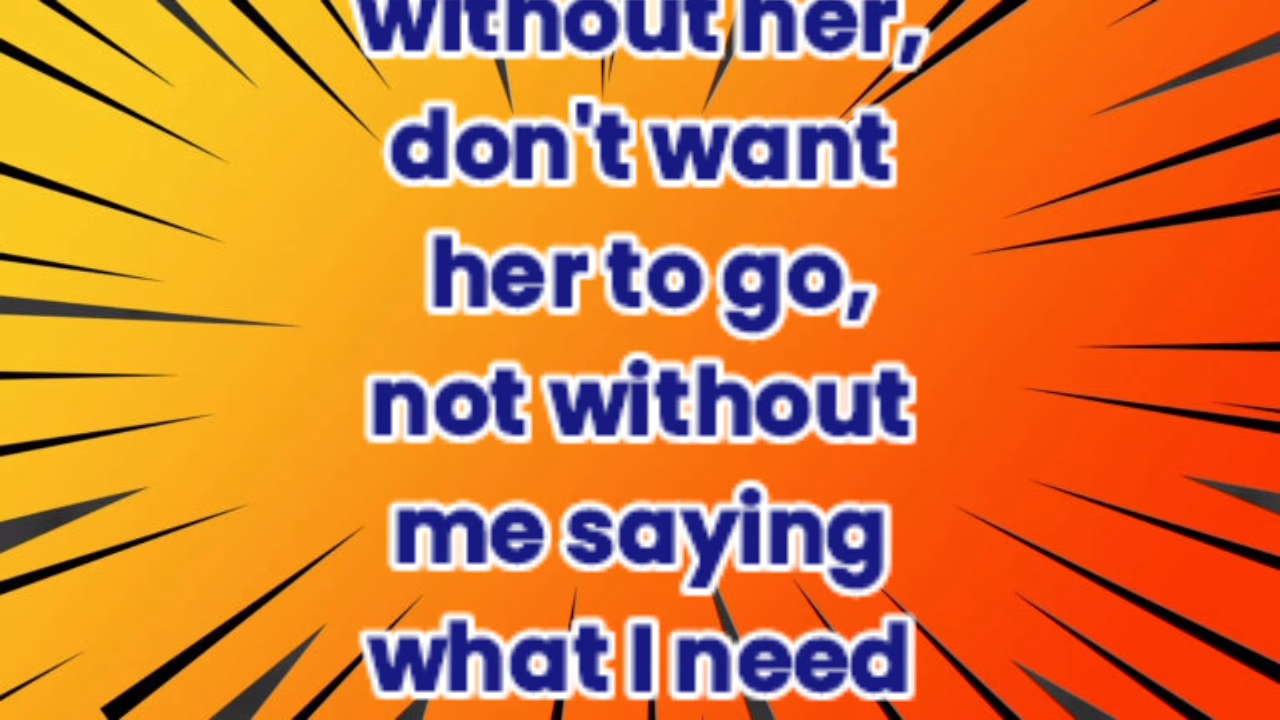 without her,
don't want
her to go,
not without
me saying
what I need